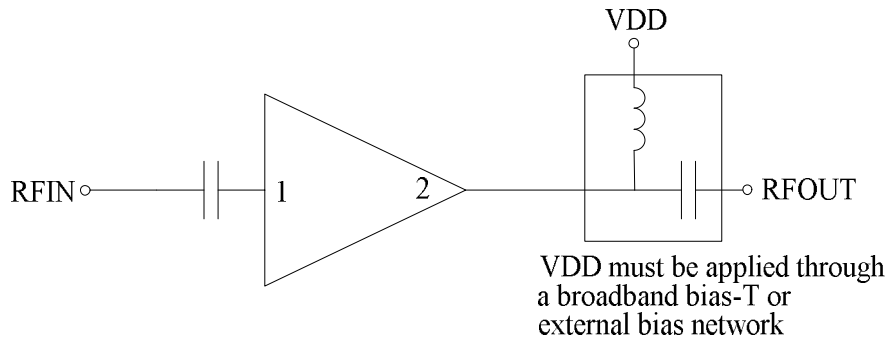 VDD
RFIN
1
2
RFOUT
VDD must be applied through
a broadband bias-T or
external bias network